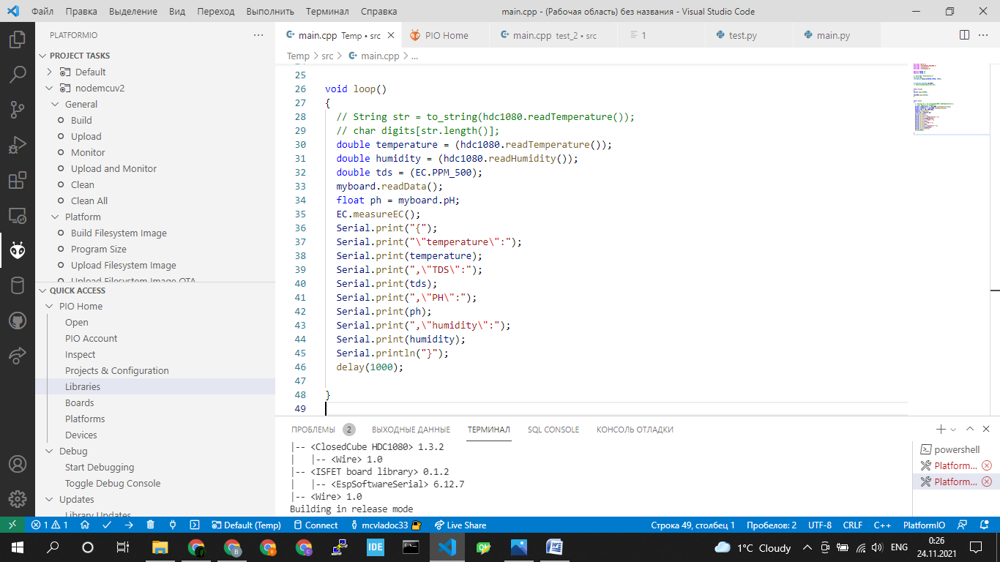 Файл Правка Выделение Вид Переход Выполнить Терминал Справка main.cpp - (Рабочая область) без названия - Visual Studio Code
PLATFORMIO ...
main.cpp Temp • src PIO Home main.cpp test_2 • src 1 test.py main.py
Temp > src > main.cpp > ...
PROJECT TASKS
Default
nodemcuv2
General
Build
Upload
Monitor
Upload and Monitor
Clean
Clean All
Platform
Build Filesystem Image
Program Size
Upload Filesystem Image
Upload Filesystem Image OTA
QUICK ACCESS
PIO Home
Open
PIO Account
Inspect
Projects & Configuration
Libraries
Boards
Platforms
Devices
Debug
Start Debugging
Toggle Debug Console
Updates
Library Updates
25
26 void loop()
27 {
28 // String str = to_string(hdc1080.readTemperature());
29 // char digits[str.length()];
30 double temperature = (hdc1080.readTemperature());
31 double humidity = (hdc1080.readHumidity());
32 double tds = (EC.PPM_500);
33 myboard.readData();
34 float ph = myboard.pH;
35 EC.measureEC();
36 Serial.print("{");
37 Serial.print("\"temperature\":");
38 Serial.print(temperature);
39 Serial.print(",\"TDS\":");
40 Serial.print(tds);
41 Serial.print(",\"PH\":");
42 Serial.print(ph);
43 Serial.print(",\"humidity\":");
44 Serial.print(humidity);
45 Serial.println("}");
46 delay(1000);
47
48 }
49
ПРОБЛЕМЫ 2 ВЫХОДНЫЕ ДАННЫЕ ТЕРМИНАЛ SQL CONSOLE КОНСОЛЬ ОТЛАДКИ
|-- <ClosedCube HDC1080> 1.3.2
|   |-- <Wire> 1.0
|-- <ISFET board library> 0.1.2
|   |-- <EspSoftwareSerial> 6.12.7
|-- <Wire> 1.0
Building in release mode
powershell
Platform...
Platform...
1 1 Default (Temp) Connect mcvladoc33 Live Share Строка 49, столбец 1 Пробелов: 2 UTF-8 CRLF C++ PlatformIO
IDE 1°C Cloudy ENG 0:26
24.11.2021